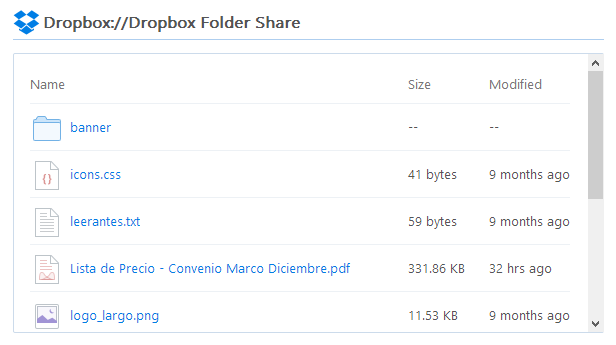 Dropbox://Dropbox Folder Share
Name Size Modified
banner -- --
icons.css 41 bytes 9 months ago
leerantes.txt 59 bytes 9 months ago
Lista de Precio - Convenio Marco Diciembre.pdf 331.86 KB 32 hrs ago
logo_largo.png 11.53 KB 9 months ago